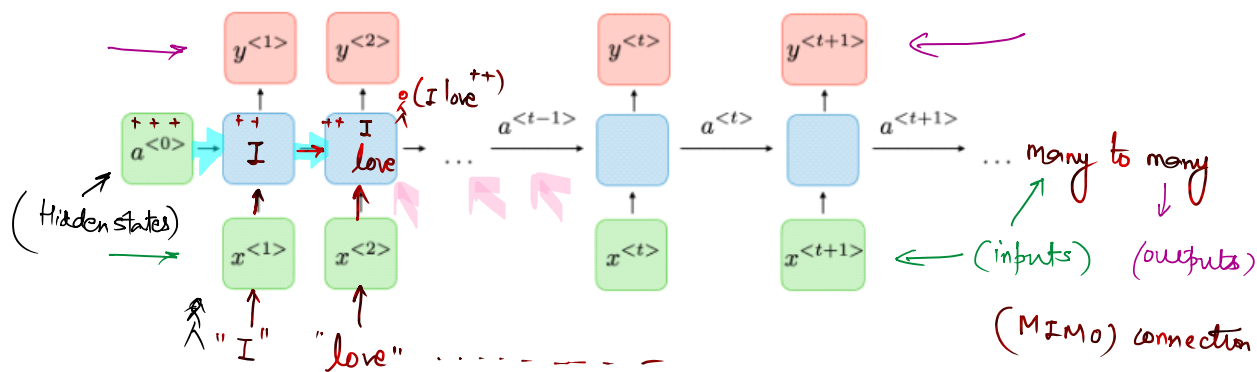 y<1> y<2> y<t> y<t+1>
(I love ++)
+ + + ++ ++ I
a<0> I love a<t-1> a<t> a<t+1>
... ... many to many
(Hidden states)
x<1> x<2> x<t> x<t+1> (inputs) (outputs)
"I" "love" .... (MIMO) connection